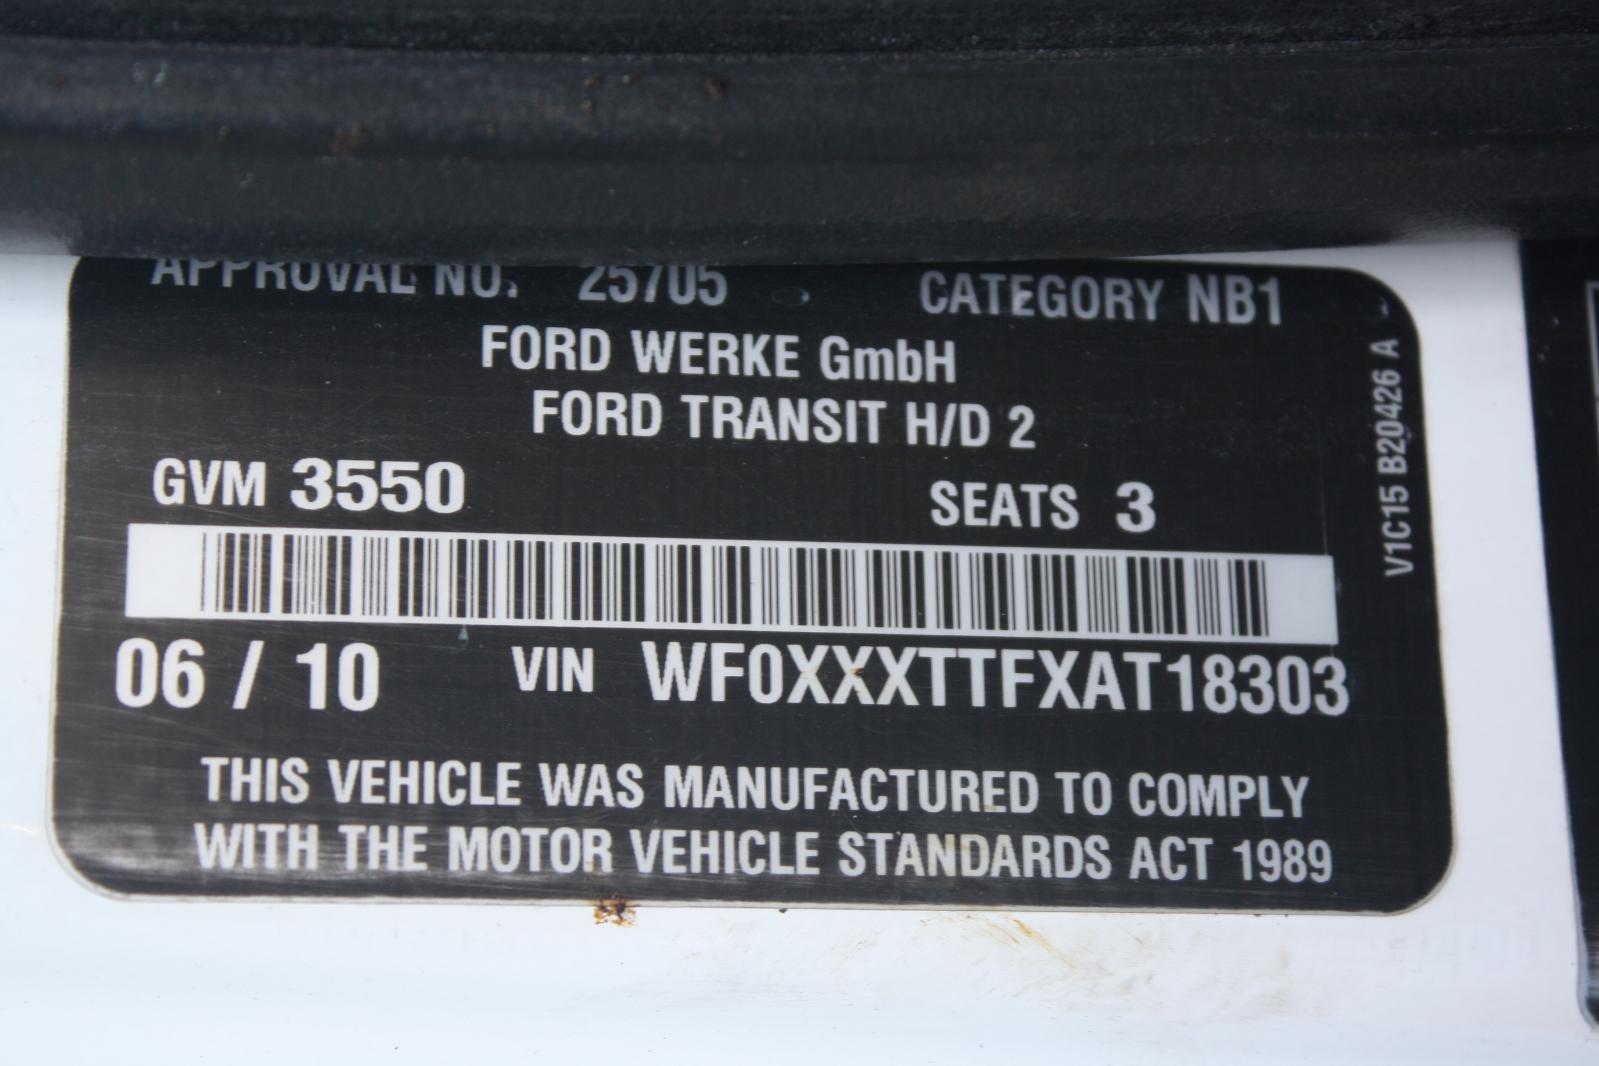 APPROVAL NO. 25705 CATEGORY NB1
FORD WERKE GmbH
FORD TRANSIT H/D 2
GVM 3550 SEATS 3
06 / 10 VIN WF0XXXTTFXAT18303
THIS VEHICLE WAS MANUFACTURED TO COMPLY
WITH THE MOTOR VEHICLE STANDARDS ACT 1989
V1C15 B20426 A